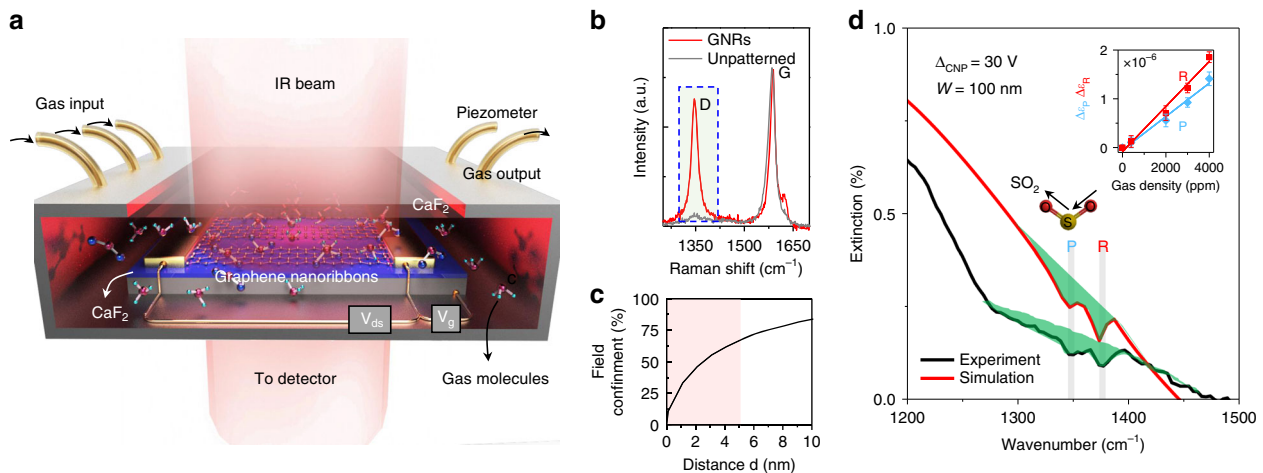 a
IR beam
Gas input
Piezometer
Gas output
CaF2
Graphene nanoribbons
CaF2
Vds
Vg
C
To detector
Gas molecules
b
GNRs
Unpatterned
G
D
Intensity (a.u.)
1350 1500 1650
Raman shift (cm−1)
c
100
75
50
25
0
Field
confinment (%)
0 2 4 6 8 10
Distance d (nm)
d
ΔCNP = 30 V
W = 100 nm
2
1
0
×10−6
R
P
ΔεP ΔεR
0 2000 4000
Gas density (ppm)
SO2
S
P R
1.0
0.5
0.0
Extinction (%)
Experiment
Simulation
1200 1300 1400 1500
Wavenumber (cm−1)